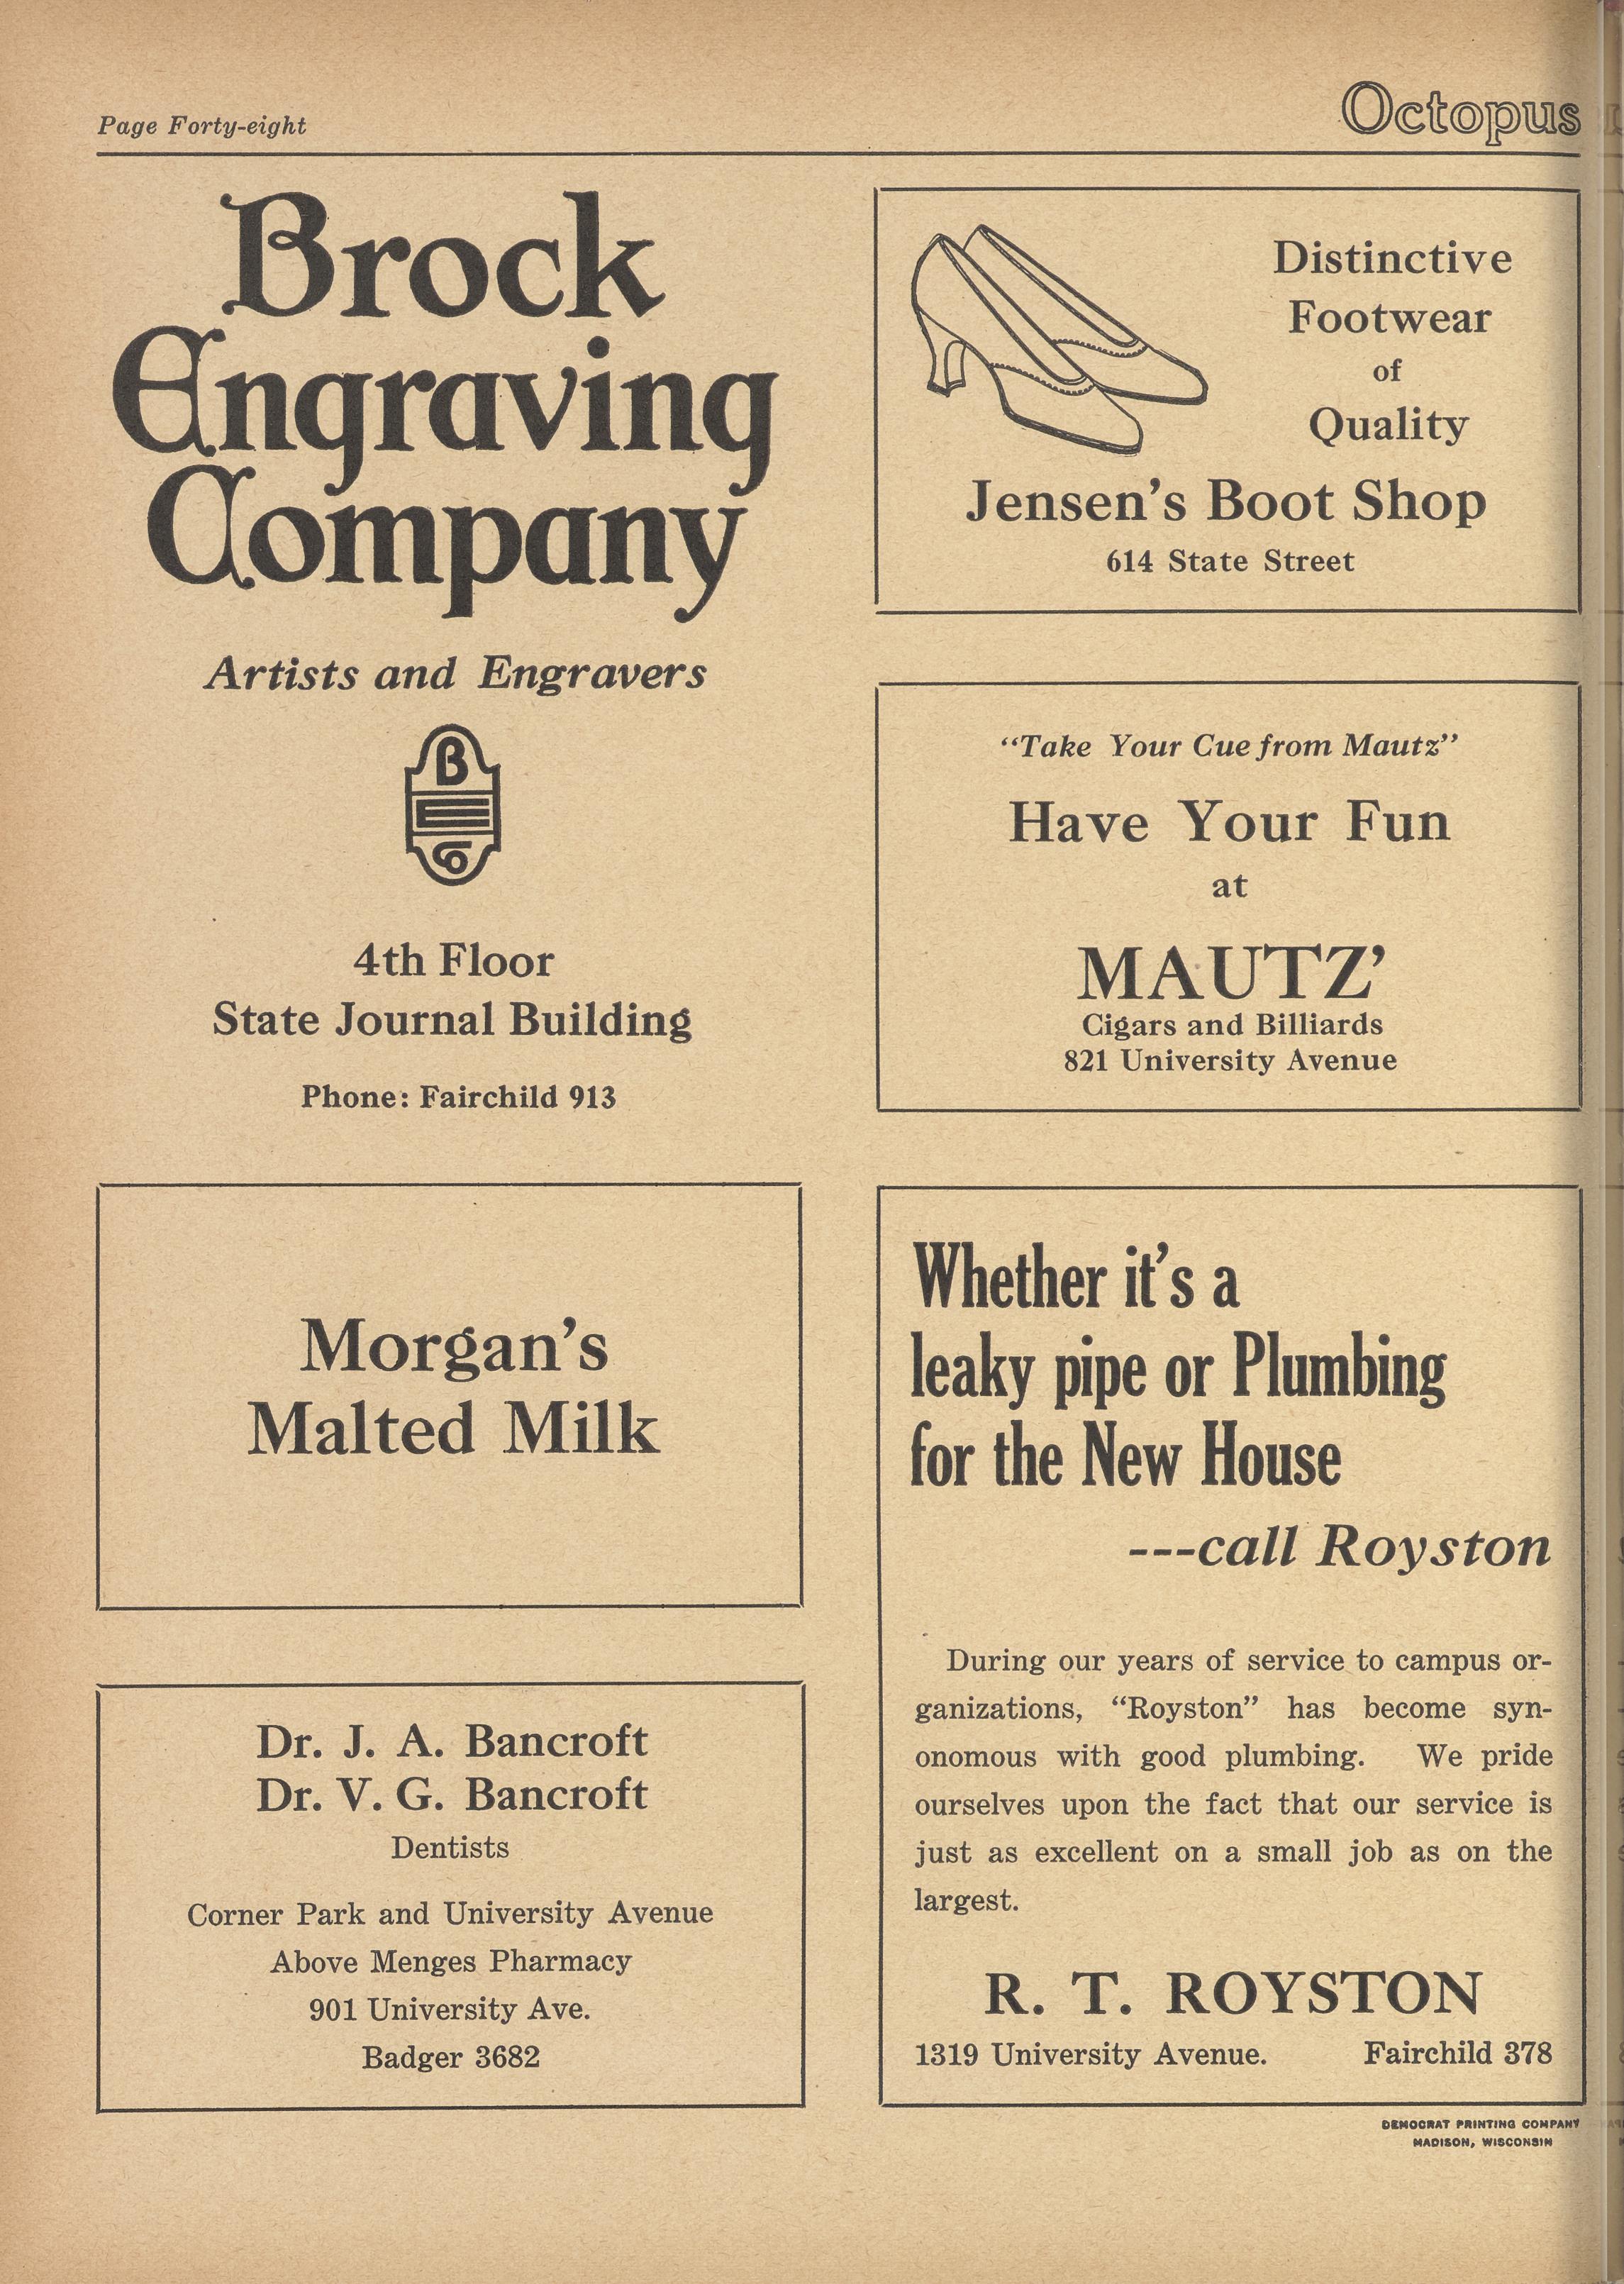 Page Forty-eight
Octopus
Brock
Engraving
Company
Artists and Engravers
B
E
Co
4th Floor
State Journal Building
Phone: Fairchild 913
Morgan's
Malted Milk
Dr. J. A. Bancroft
Dr. V. G. Bancroft
Dentists
Corner Park and University Avenue
Above Menges Pharmacy
901 University Ave.
Badger 3682
Distinctive
Footwear
of
Quality
Jensen's Boot Shop
614 State Street
“Take Your Cue from Mautz”
Have Your Fun
at
MAUTZ’
Cigars and Billiards
821 University Avenue
Whether it's a
leaky pipe or Plumbing
for the New House
---call Royston
During our years of service to campus or-
ganizations, “Royston” has become syn-
onomous with good plumbing. We pride
ourselves upon the fact that our service is
just as excellent on a small job as on the
largest.
R. T. ROYSTON
1319 University Avenue. Fairchild 378
DEMOCRAT PRINTING COMPANY
MADISON, WISCONSIN